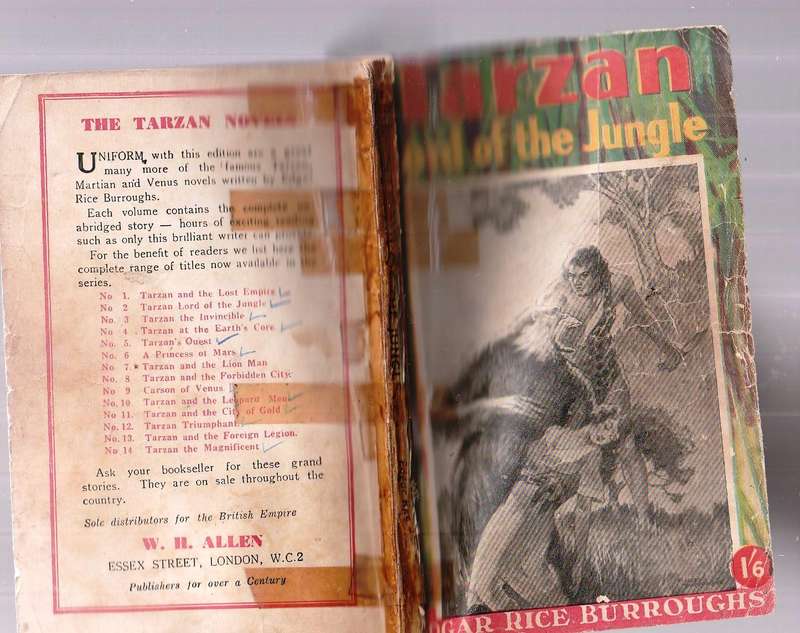 THE TARZAN
UNIFORM with this edition are a great
many more of the famous
Martian and Venus novels written by Edgar
Rice Burroughs.
Each volume contains the complete
abridged story — hours of exciting reading
such as only this brilliant writer can
For the benefit of readers we list here the
complete range of titles now available in the
series.
No 1. Tarzan and the Lost Empire
No 2 Tarzan Lord of the Jungle
No. 3 Tarzan the Invincible
No 4. Tarzan at the Earth's Core
No. 5. Tarzan's Quest
No. 6 A Princess of Mars
No 7 * Tarzan and the Lion Man
No. 8 Tarzan and the Forbidden City
No 9 Carson of Venus
No. 10. Tarzan and the Leopard Men
No. 11. Tarzan and the City of Gold
No. 12. Tarzan Triumphant
No. 13. Tarzan and the Foreign Legion.
No 14 Tarzan the Magnificent
Ask your bookseller for these grand
stories. They are on sale throughout the
country.
Sole distributors for the British Empire
W. H. ALLEN
ESSEX STREET, LONDON, W.C.2
Publishers for over a Century
Tarzan
Lord of the Jungle
1/6
EDGAR RICE BURROUGHS